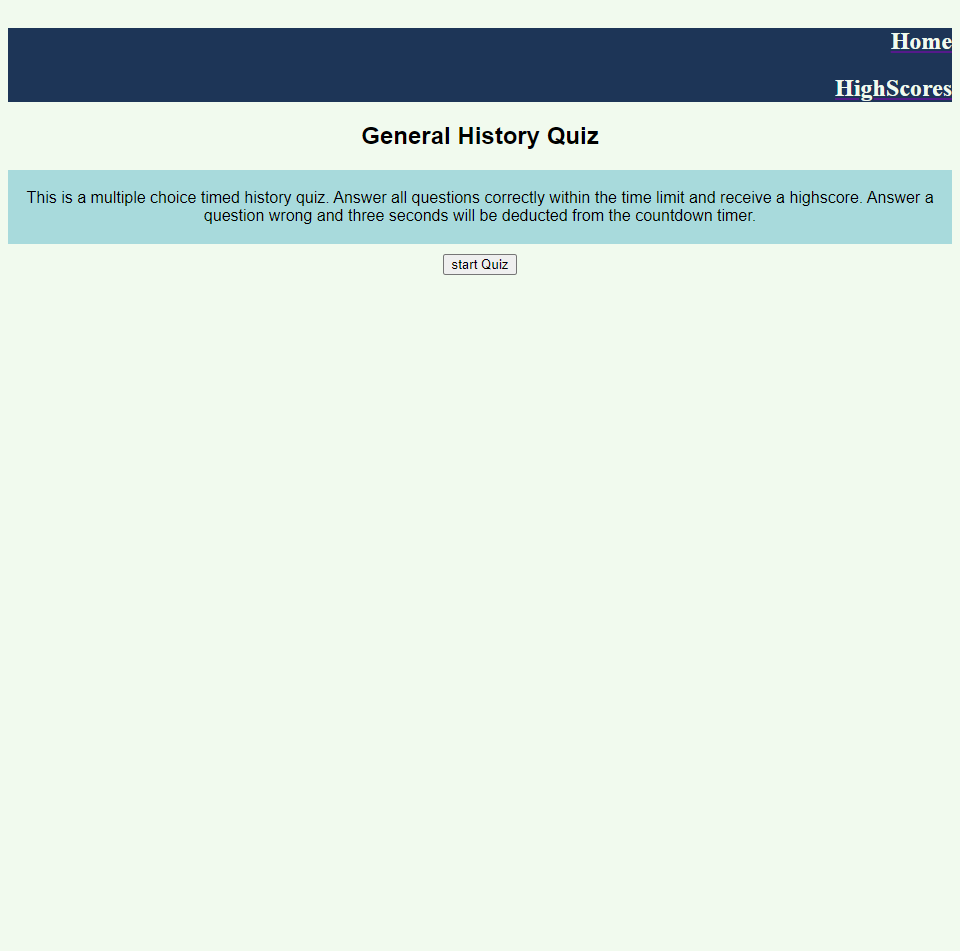 Home
HighScores
General History Quiz
This is a multiple choice timed history quiz. Answer all questions correctly within the time limit and receive a highscore. Answer a
question wrong and three seconds will be deducted from the countdown timer.
start Quiz